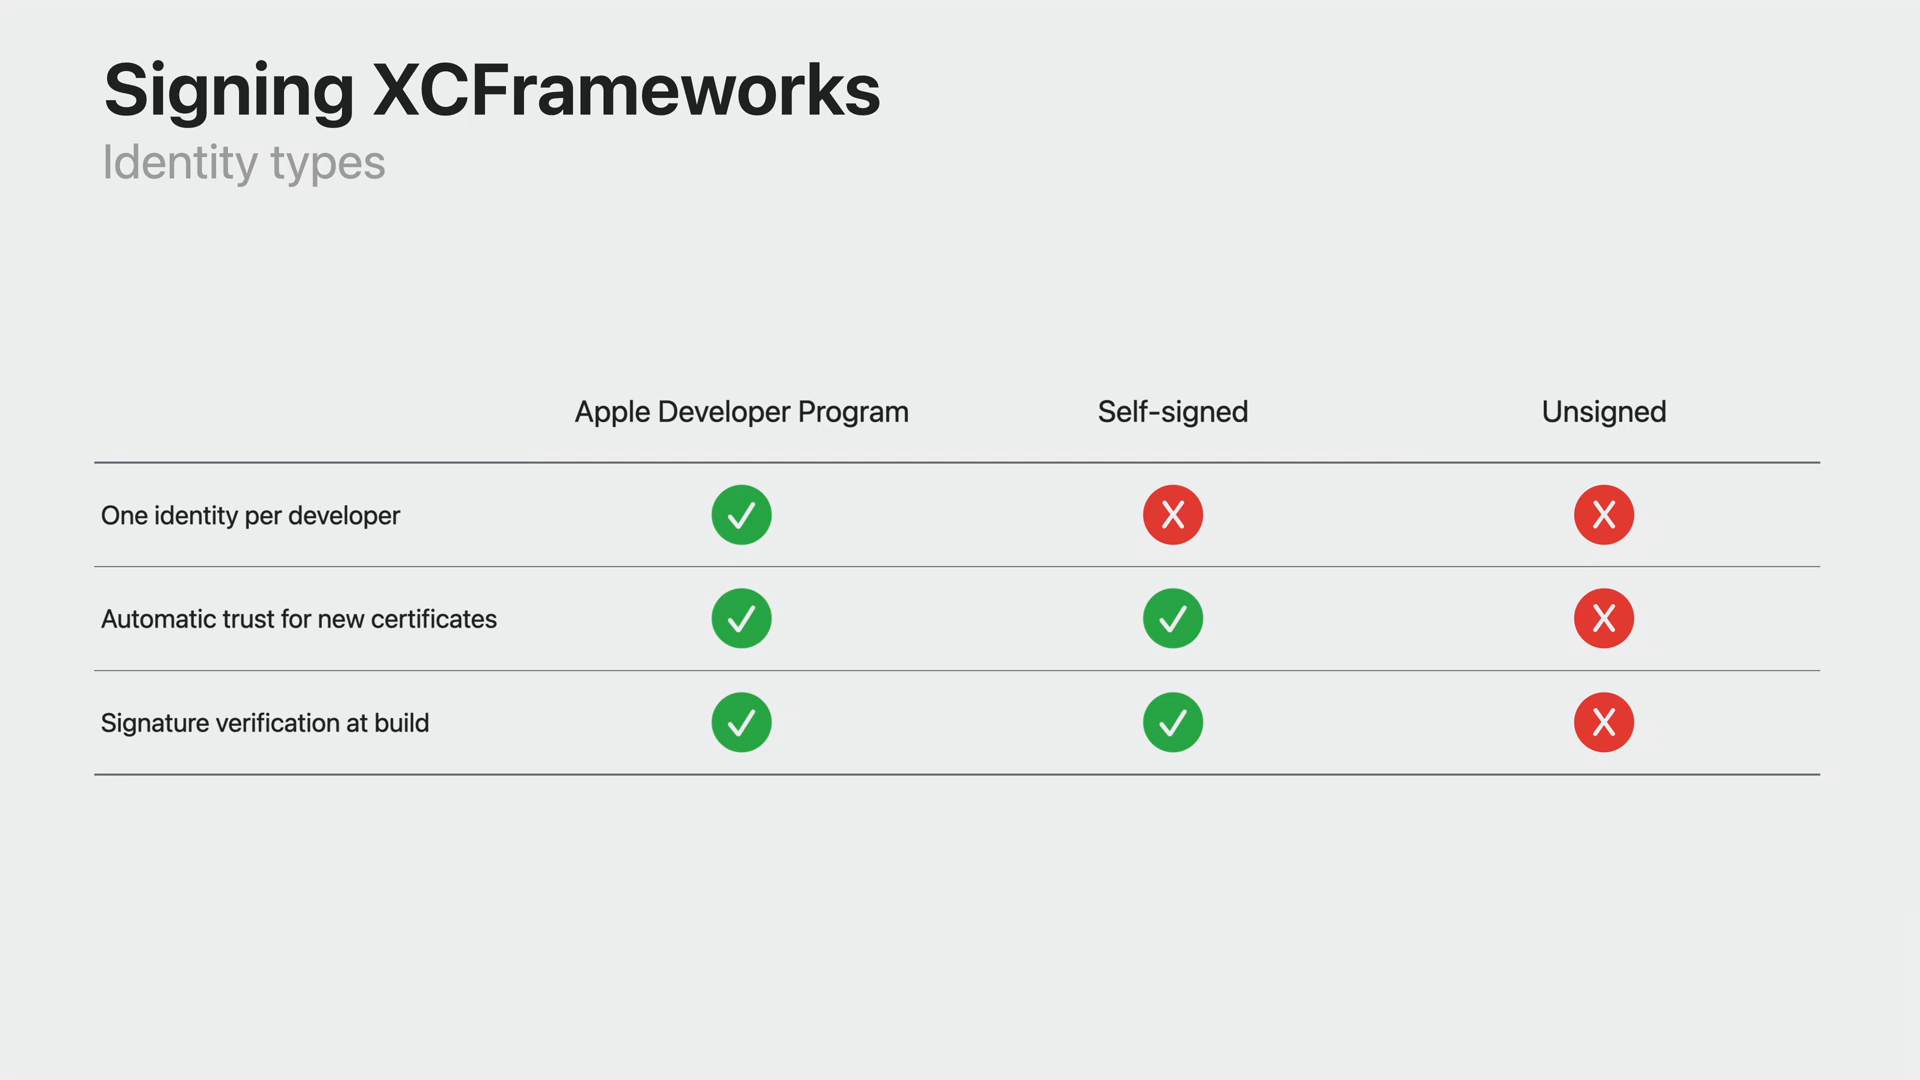 Signing XCFrameworks
Identity types
Apple Developer Program Self-signed Unsigned
One identity per developer
Automatic trust for new certificates
Signature verification at build